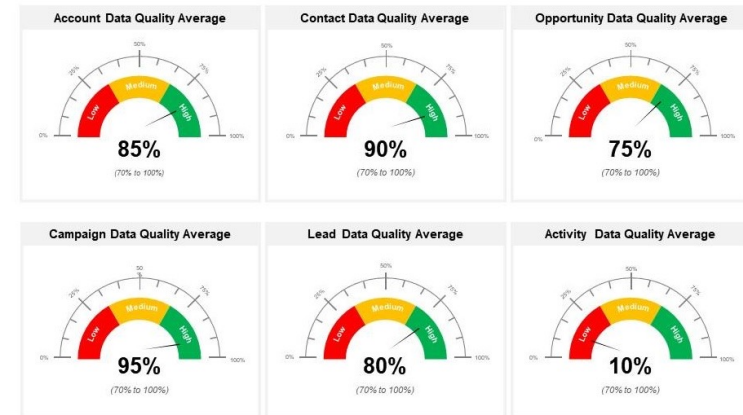 Account Data Quality Average
50%
25%
75%
Medium
Low
High
0%
100%
85%
(70% to 100%)
Contact Data Quality Average
50%
25%
75%
Medium
Low
High
0%
100%
90%
(70% to 100%)
Opportunity Data Quality Average
50%
25%
75%
Medium
Low
High
0%
100%
75%
(70% to 100%)
Campaign Data Quality Average
50
%
25%
75%
Medium
Low
High
0%
100%
95%
(70% to 100%)
Lead Data Quality Average
50%
25%
75%
Medium
Low
High
0%
100%
80%
(70% to 100%)
Activity Data Quality Average
50%
25%
75%
Medium
Low
High
0%
100%
10%
(70% to 100%)